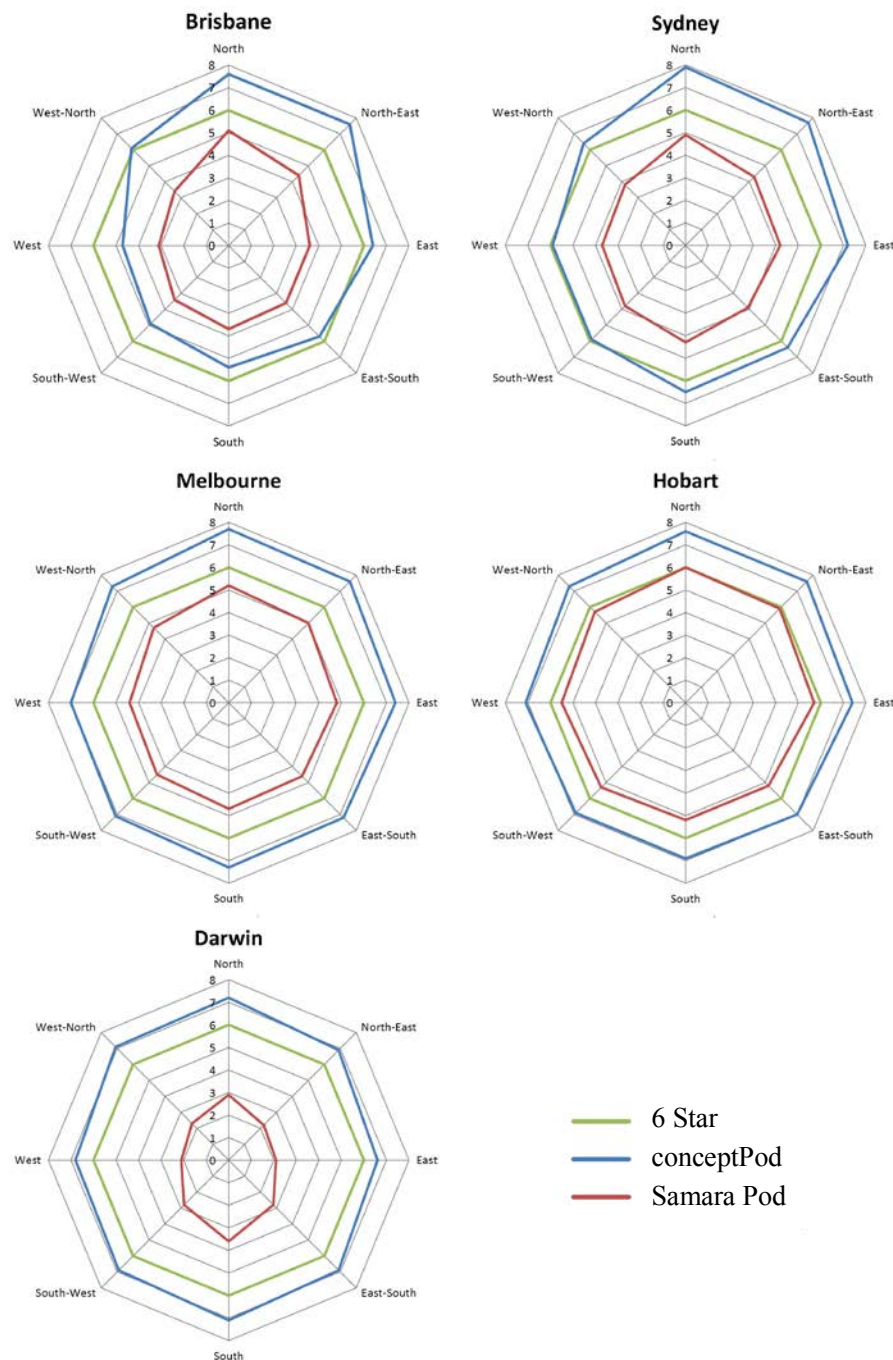 Brisbane
North
8
7
6
5
4
3
2
1
0
North-East
East
East-South
South
South-West
West
West-North
Sydney
North
8
7
6
5
4
3
2
1
0
North-East
East
East-South
South
South-West
West
West-North
Melbourne
North
8
7
6
5
4
3
2
1
0
North-East
East
East-South
South
South-West
West
West-North
Hobart
North
8
7
6
5
4
3
2
1
0
North-East
East
East-South
South
South-West
West
West-North
Darwin
North
8
7
6
5
4
3
2
1
0
North-East
East
East-South
South
South-West
West
West-North
6 Star
conceptPod
Samara Pod